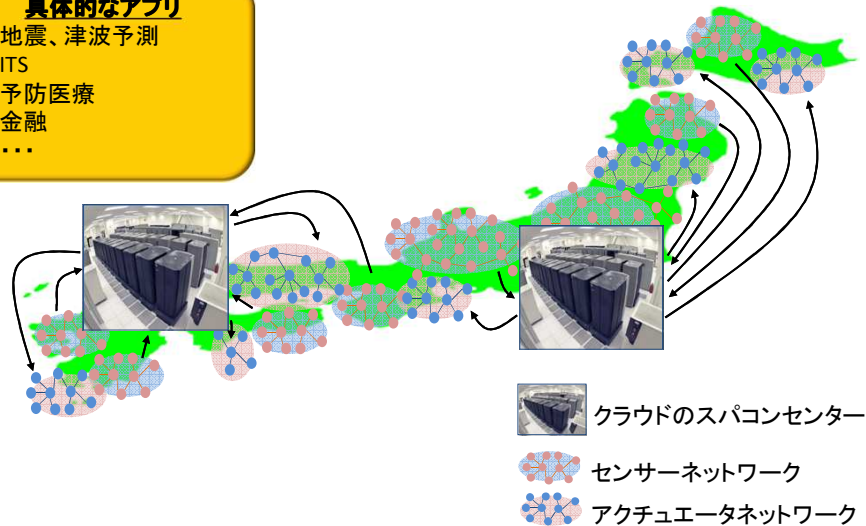 具体的なアプリ
地震、津波予測
ITS
予防医療
金融
・・・
クラウドのスパコンセンター
センサーネットワーク
アクチュエータネットワーク